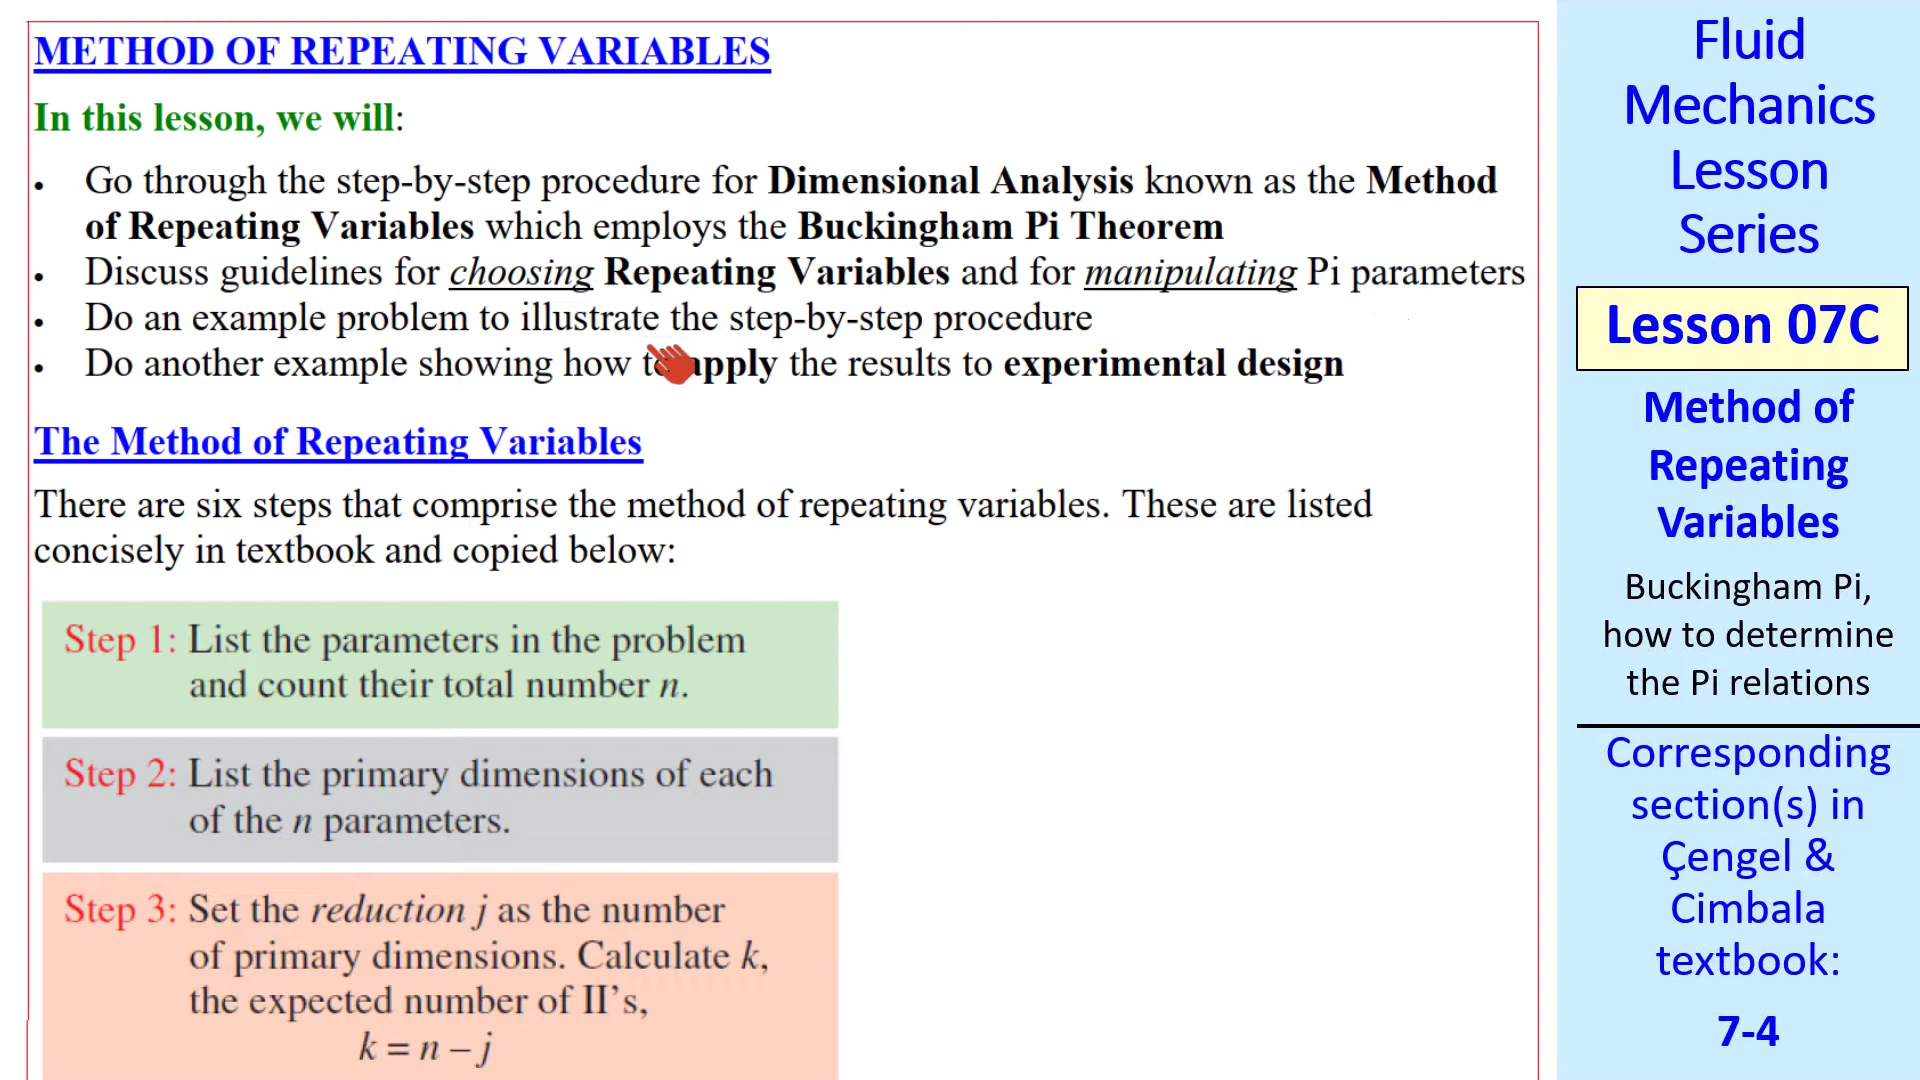 METHOD OF REPEATING VARIABLES
In this lesson, we will:
• Go through the step-by-step procedure for Dimensional Analysis known as the Method
of Repeating Variables which employs the Buckingham Pi Theorem
• Discuss guidelines for choosing Repeating Variables and for manipulating Pi parameters
• Do an example problem to illustrate the step-by-step procedure
• Do another example showing how to apply the results to experimental design
The Method of Repeating Variables
There are six steps that comprise the method of repeating variables. These are listed
concisely in textbook and copied below:
Step 1: List the parameters in the problem
and count their total number n.
Step 2: List the primary dimensions of each
of the n parameters.
Step 3: Set the reduction j as the number
of primary dimensions. Calculate k,
the expected number of II's,
k = n – j
Fluid
Mechanics
Lesson
Series
Lesson 07C
Method of
Repeating
Variables
Buckingham Pi,
how to determine
the Pi relations
Corresponding
section(s) in
Çengel &
Cimbala
textbook:
7-4